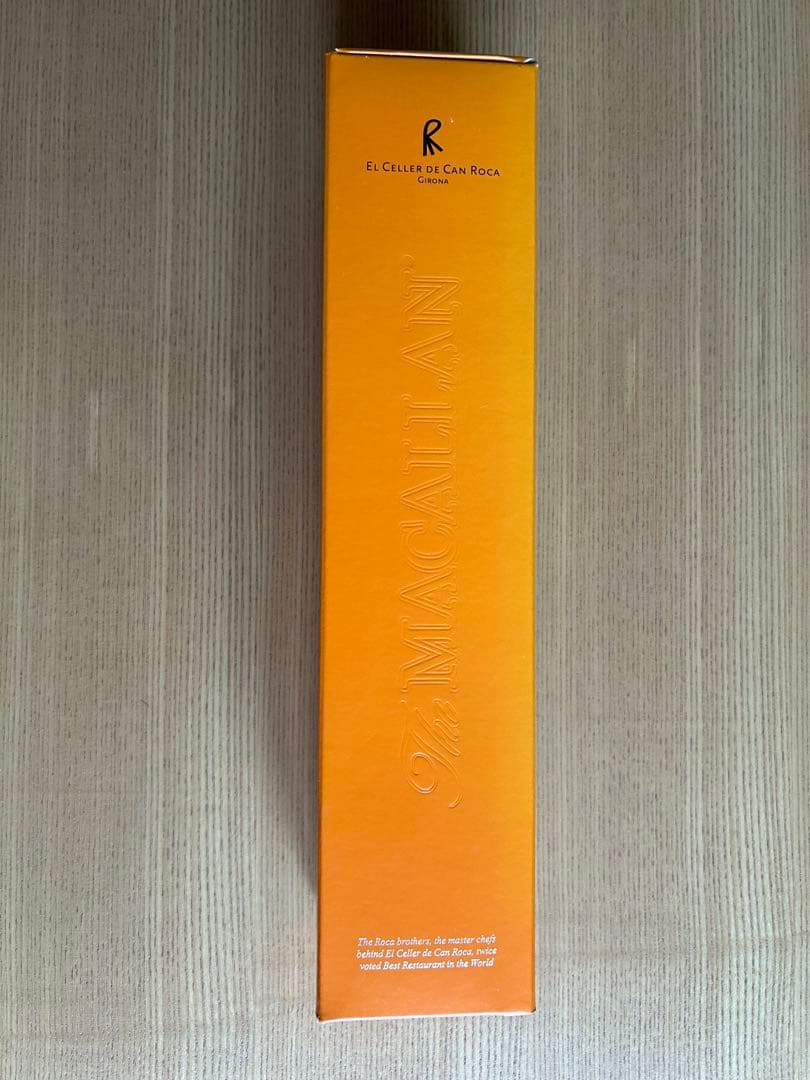 R
EL CELLER DE CAN ROCA
GIRONA
The MACALLAN
The Roca brothers, the master chefs
behind El Celler de Can Roca, twice
voted Best Restaurant in the World